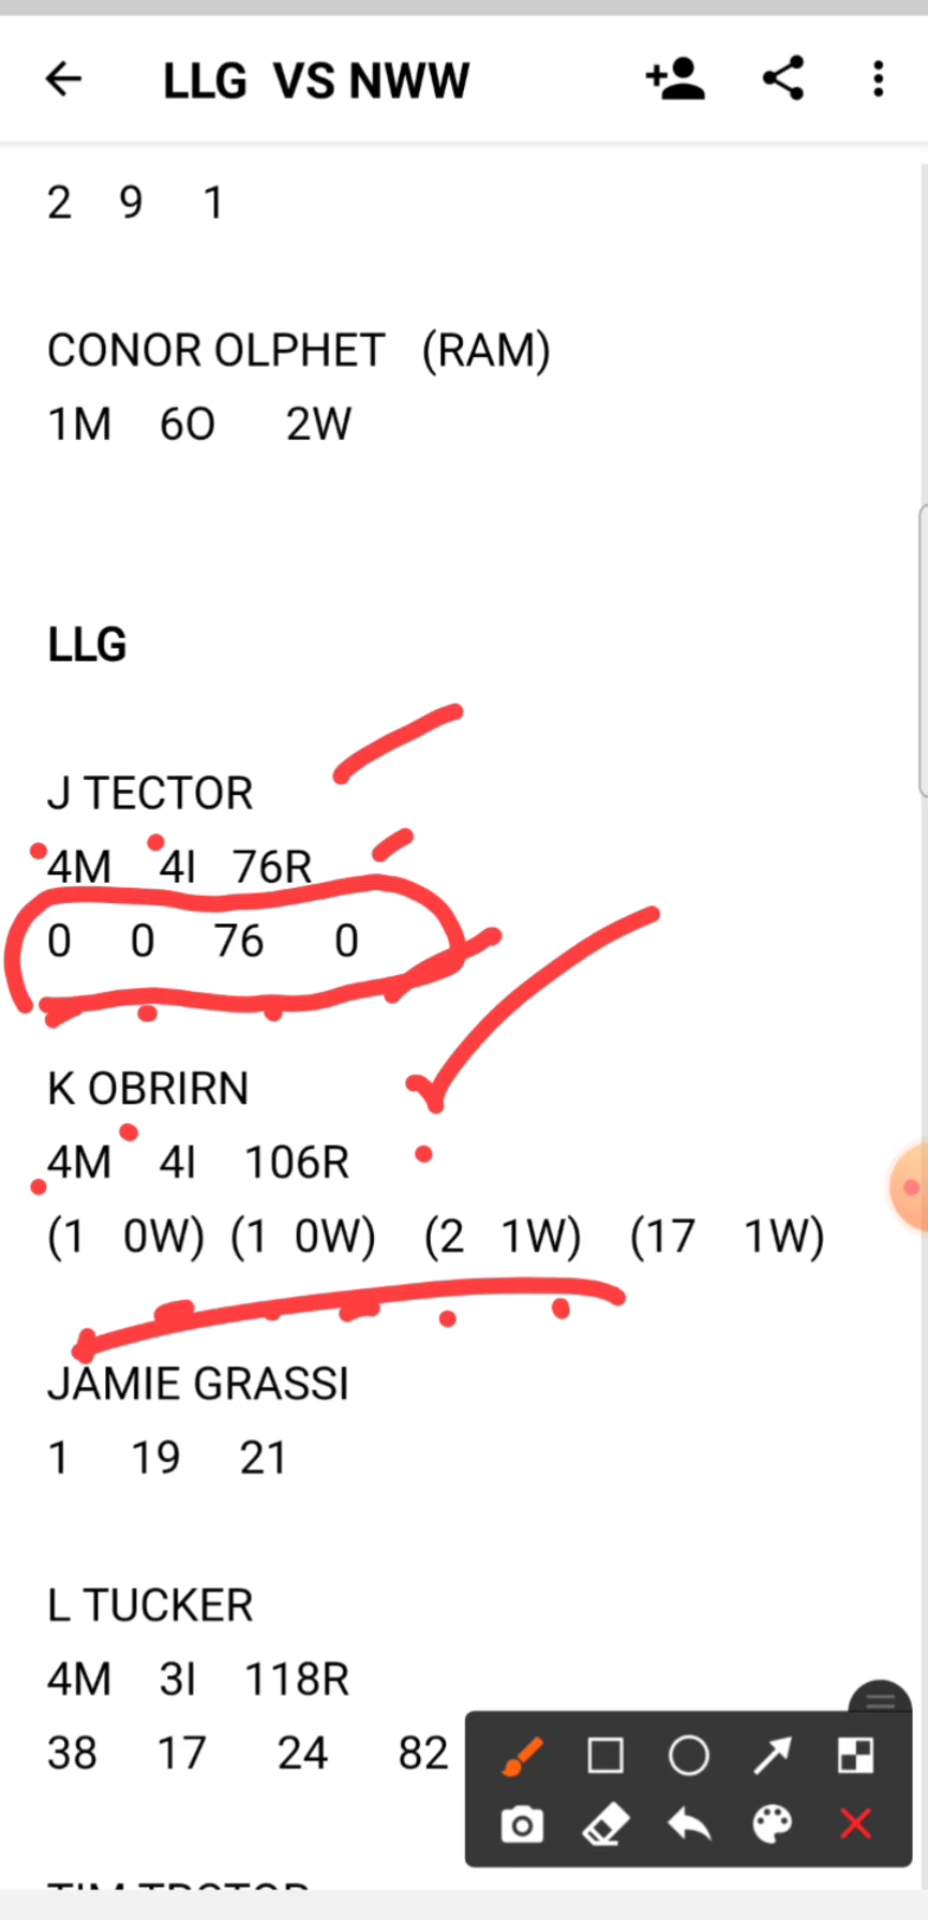 LLG VS NWW
2 9 1
CONOR OLPHET (RAM)
1M 6O 2W
LLG
J TECTOR
4M 4I 76R
0 0 76 0
K OBRIRN
4M 4I 106R
(1 0W) (1 0W) (2 1W) (17 1W)
JAMIE GRASSI
1 19 21
L TUCKER
4M 3I 118R
38 17 24 82